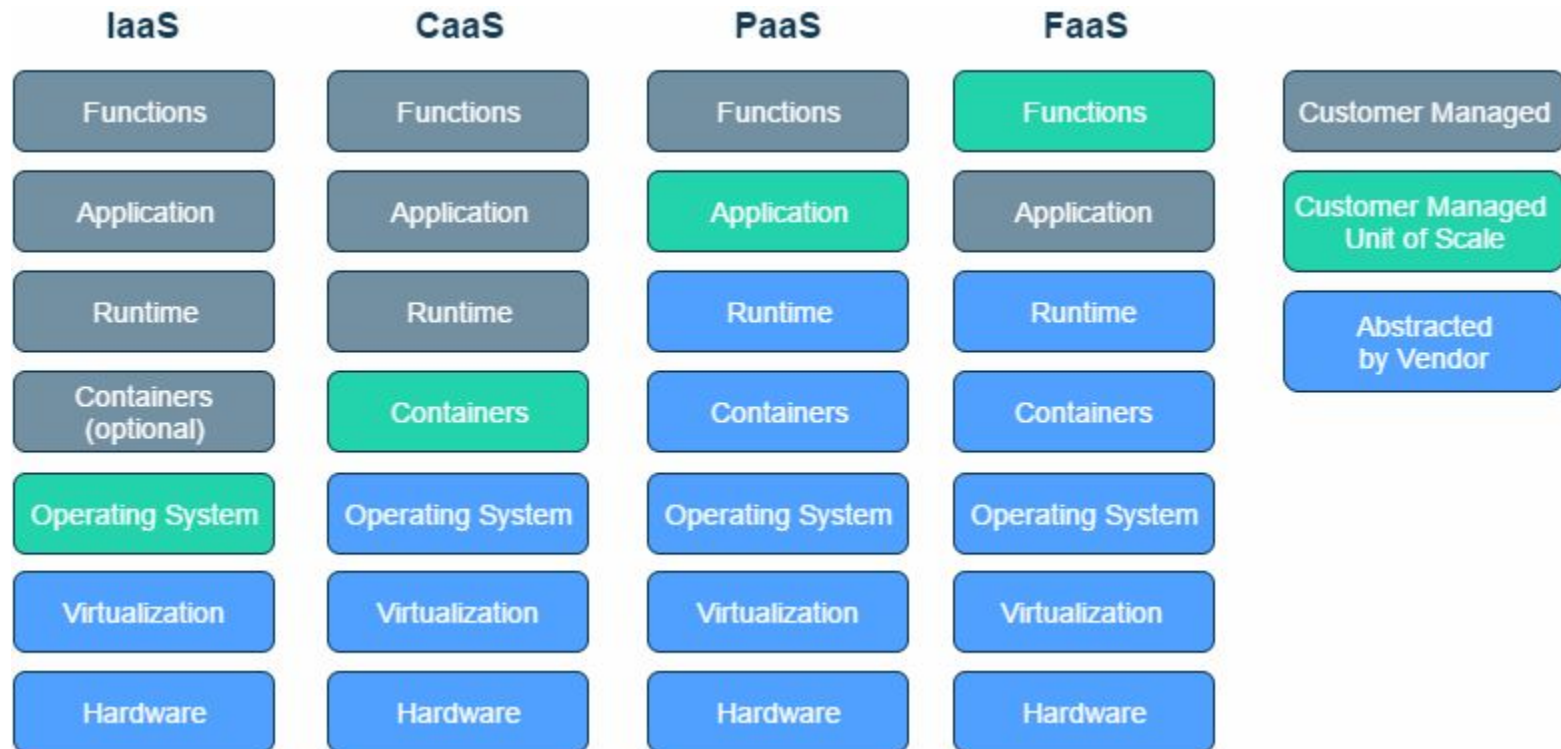 IaaS
CaaS
PaaS
FaaS
Functions
Functions
Functions
Functions
Customer Managed
Application
Application
Application
Application
Customer Managed
Unit of Scale
Runtime
Runtime
Runtime
Runtime
Abstracted
by Vendor
Containers
(optional)
Containers
Containers
Containers
Operating System
Operating System
Operating System
Operating System
Virtualization
Virtualization
Virtualization
Virtualization
Hardware
Hardware
Hardware
Hardware